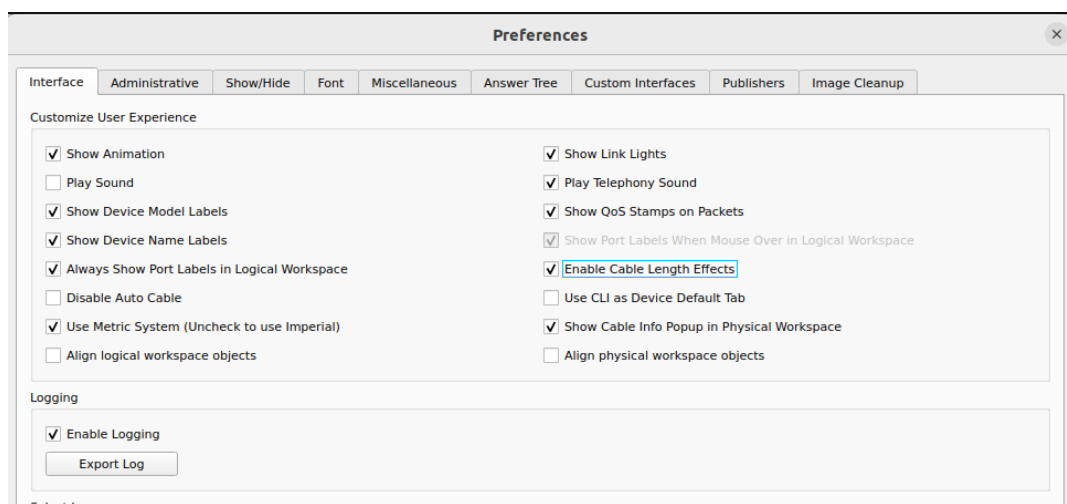 Preferences
Interface Administrative Show/Hide Font Miscellaneous Answer Tree Custom Interfaces Publishers Image Cleanup
Customize User Experience
Show Animation Show Link Lights
Play Sound Play Telephony Sound
Show Device Model Labels Show QoS Stamps on Packets
Show Device Name Labels Show Port Labels When Mouse Over in Logical Workspace
Always Show Port Labels in Logical Workspace Enable Cable Length Effects
Disable Auto Cable Use CLI as Device Default Tab
Use Metric System (Uncheck to use Imperial) Show Cable Info Popup in Physical Workspace
Align logical workspace objects Align physical workspace objects
Logging
Enable Logging
Export Log